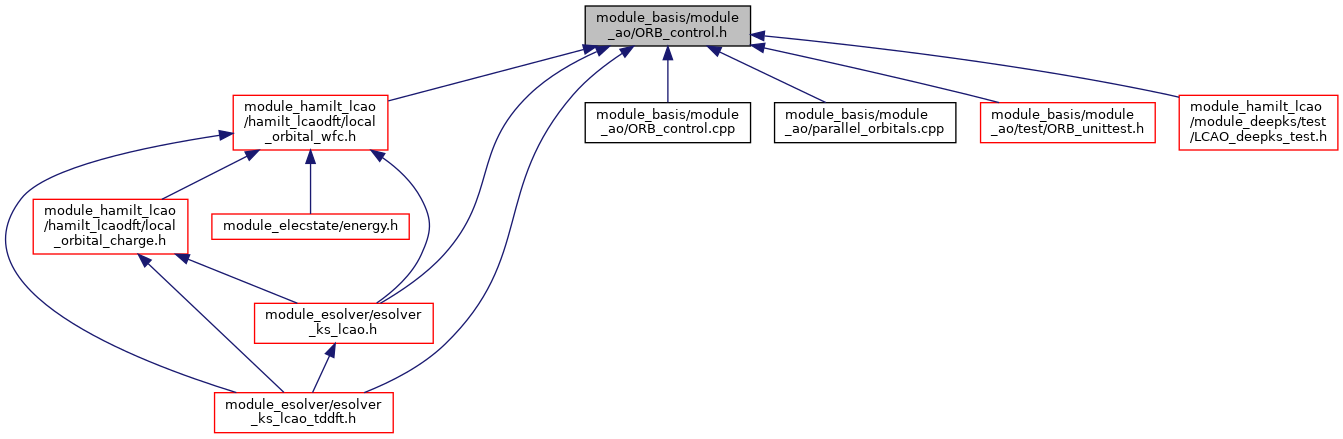 module_basis/module
_ao/ORB_control.h
module_hamilt_lcao
/hamilt_lcaodft/local
_orbital_wfc.h
module_basis/module
_ao/ORB_control.cpp
module_basis/module
_ao/parallel_orbitals.cpp
module_basis/module
_ao/test/ORB_unittest.h
module_hamilt_lcao
/module_deepks/test
/LCAO_deepks_test.h
module_hamilt_lcao
/hamilt_lcaodft/local
_orbital_charge.h
module_elecstate/energy.h
module_esolver/esolver
_ks_lcao.h
module_esolver/esolver
_ks_lcao_tddft.h